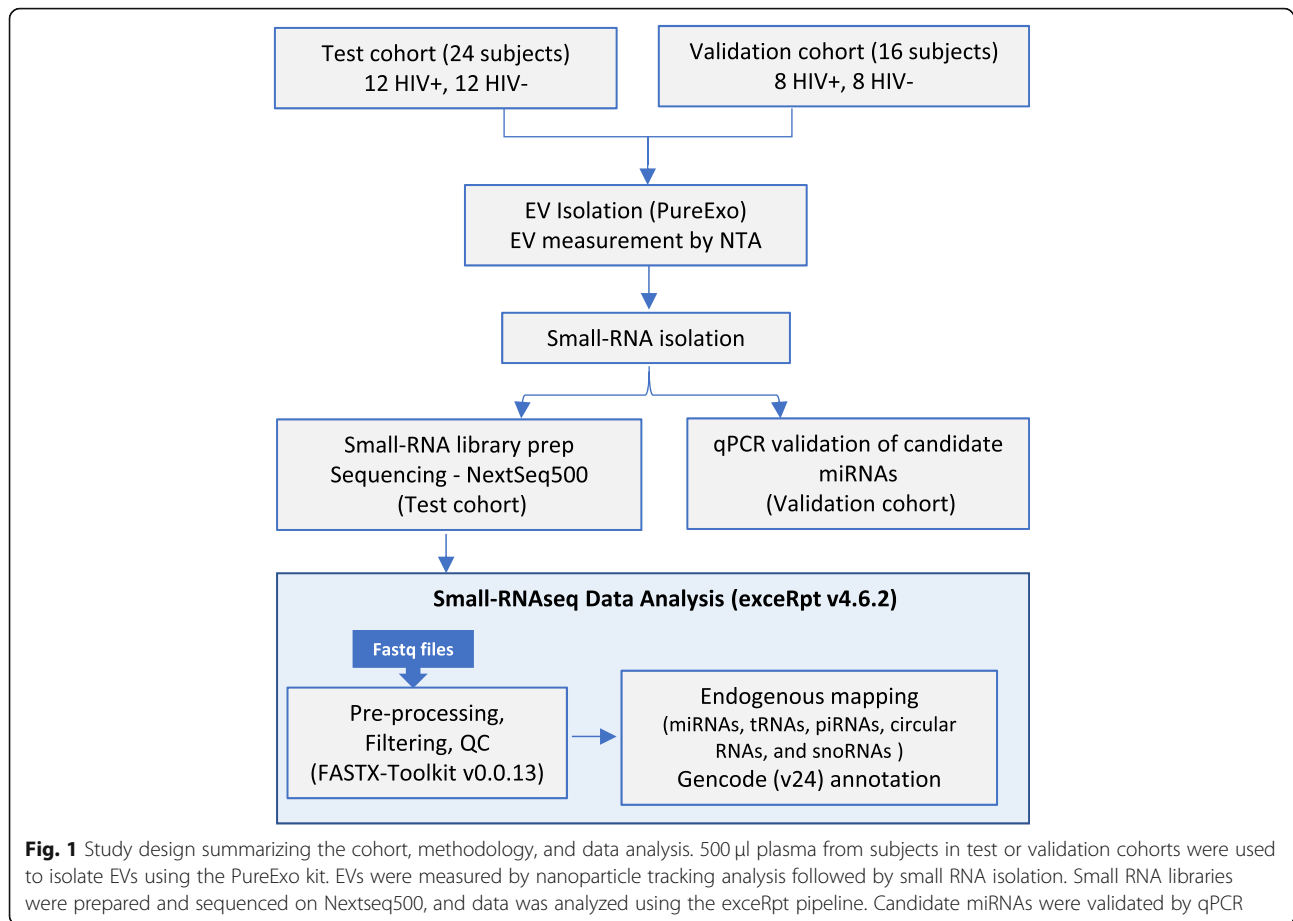 Test cohort (24 subjects)
12 HIV+, 12 HIV-
Validation cohort (16 subjects)
8 HIV+, 8 HIV-
EV Isolation (PureExo)
EV measurement by NTA
Small-RNA isolation
Small-RNA library prep
Sequencing - NextSeq500
(Test cohort)
qPCR validation of candidate
miRNAs
(Validation cohort)
Small-RNAseq Data Analysis (exceRpt v4.6.2)
Fastq files
Pre-processing,
Filtering, QC
(FASTX-Toolkit v0.0.13)
Endogenous mapping
(miRNAs, tRNAs, piRNAs, circular
RNAs, and snoRNAs )
Gencode (v24) annotation
Fig. 1 Study design summarizing the cohort, methodology, and data analysis. 500 μl plasma from subjects in test or validation cohorts were used
to isolate EVs using the PureExo kit. EVs were measured by nanoparticle tracking analysis followed by small RNA isolation. Small RNA libraries
were prepared and sequenced on Nextseq500, and data was analyzed using the exceRpt pipeline. Candidate miRNAs were validated by qPCR